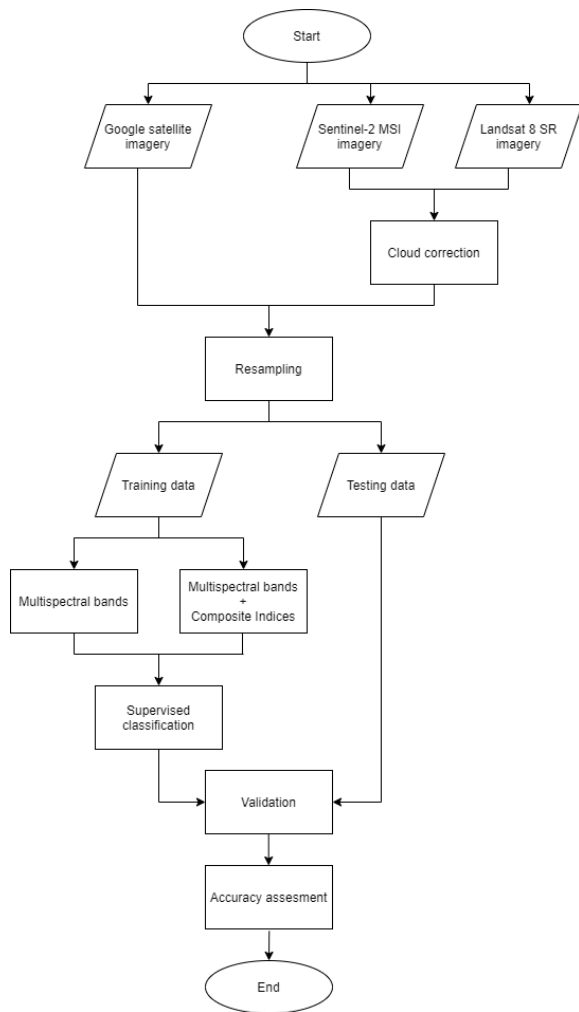 Start
Google satellite
imagery
Sentinel-2 MSI
imagery
Landsat 8 SR
imagery
Cloud correction
Resampling
Training data
Testing data
Multispectral bands
Multispectral bands
+
Composite Indices
Supervised
classification
Validation
Accuracy assesment
End